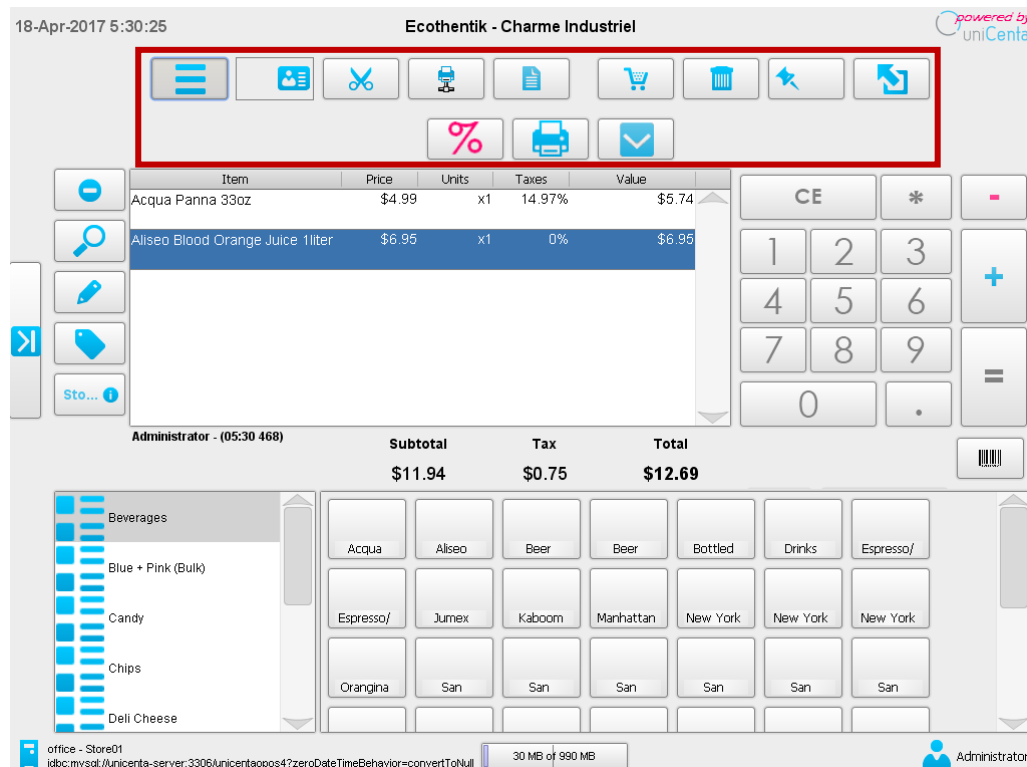 18-Apr-2017 5:30:25 Ecothentik - Charme Industriel powered by
uniCenta
%
Item Price Units Taxes Value
Acqua Panna 33oz $4.99 x1 14.97% $5.74
Aliseo Blood Orange Juice 1liter $6.95 x1 0% $6.95
Sto...
CE * -
1 2 3 +
4 5 6
7 8 9 =
0 .
Administrator - (05:30 468)
Subtotal Tax Total
$11.94 $0.75 $12.69
Beverages
Blue + Pink (Bulk)
Candy
Chips
Deli Cheese
Acqua Aliseo Beer Beer Bottled Drinks Espresso/
Espresso/ Jumex Kaboom Manhattan New York New York New York
Orangina San San San San San San
office - Store01
jdbc:mysql://unicenta-server:3306/unicentaopos4?zeroDateTimeBehavior=convertToNull
30 MB of 990 MB
Administrator